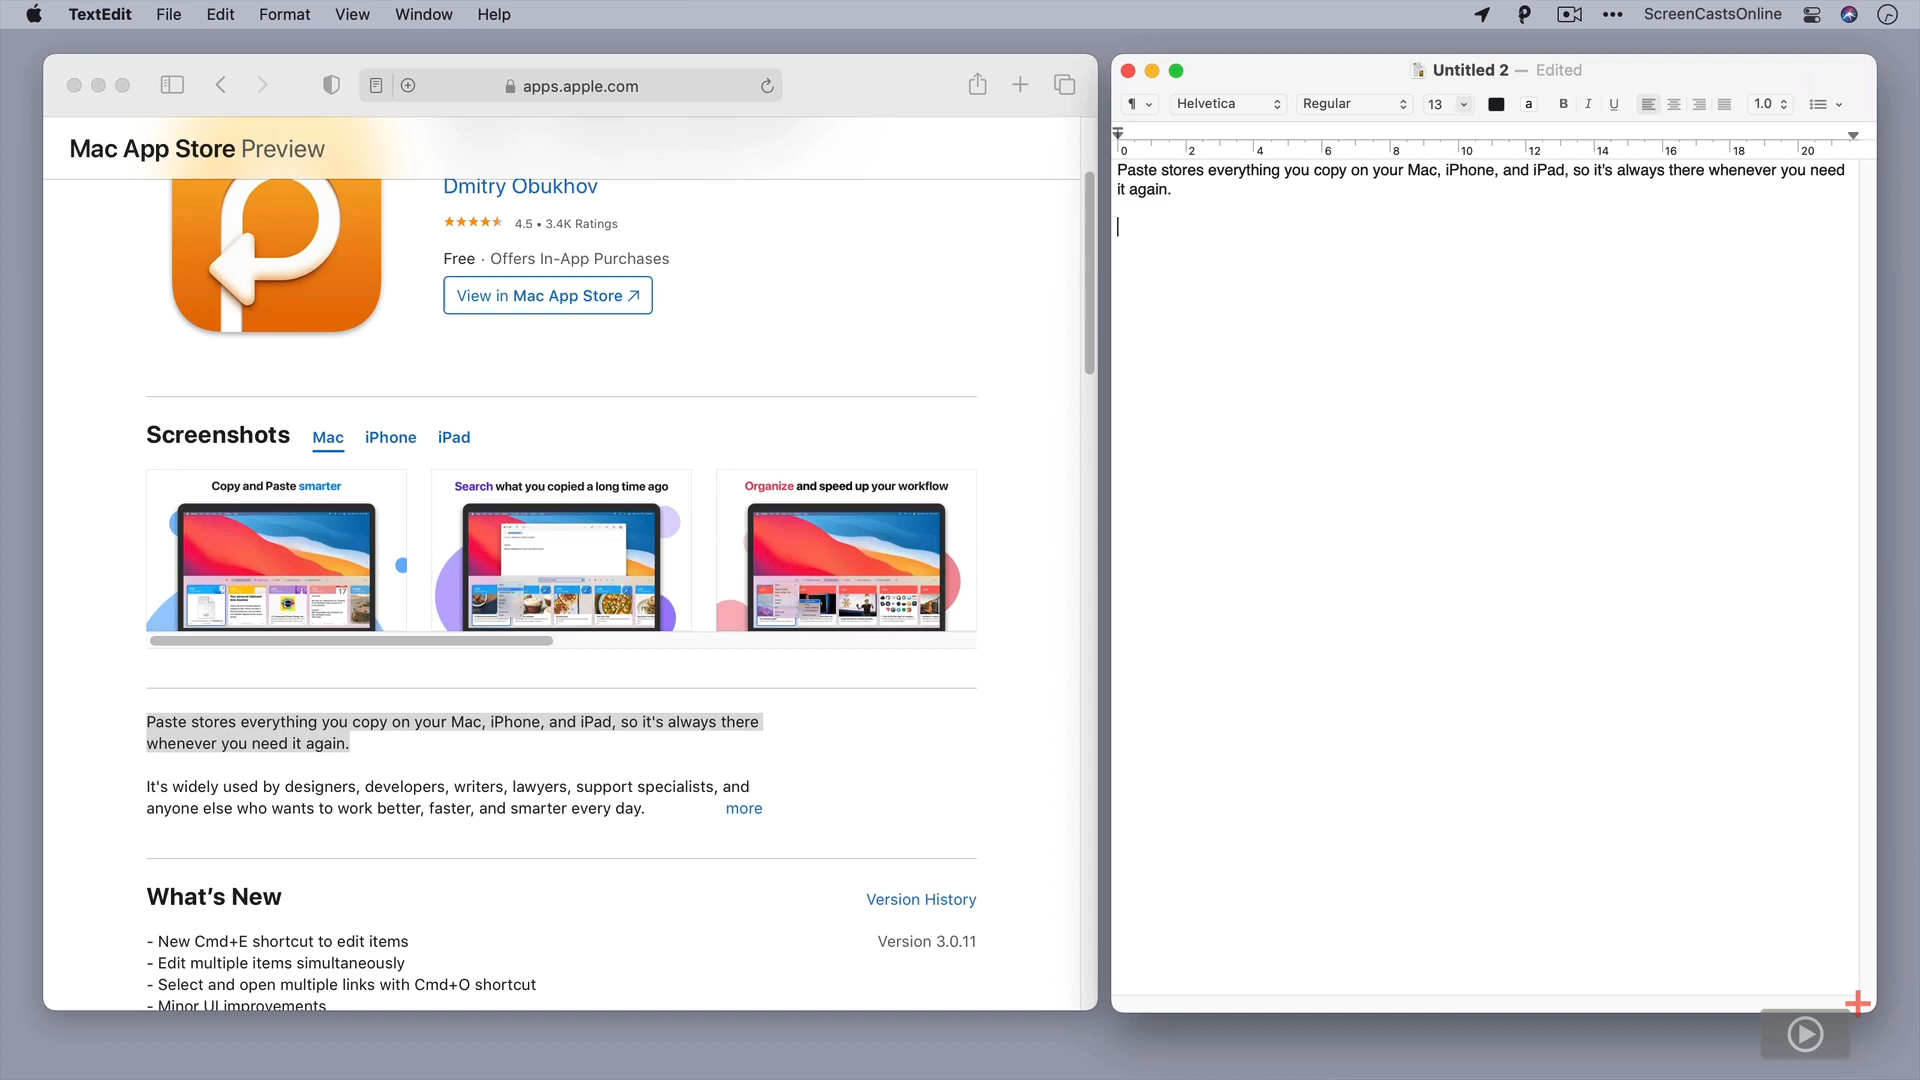 TextEdit File Edit Format View Window Help ScreenCastsOnline
apps.apple.com
Mac App Store Preview
Dmitry Obukhov
4.5 • 3.4K Ratings
Free · Offers In-App Purchases
View in Mac App Store ↗
Screenshots Mac iPhone iPad
Copy and Paste smarter
Search what you copied a long time ago
Organize and speed up your workflow
Paste stores everything you copy on your Mac, iPhone, and iPad, so it's always there
whenever you need it again.
It's widely used by designers, developers, writers, lawyers, support specialists, and
anyone else who wants to work better, faster, and smarter every day. more
What’s New Version History
- New Cmd+E shortcut to edit items Version 3.0.11
- Edit multiple items simultaneously
- Select and open multiple links with Cmd+O shortcut
- Minor UI improvements
Untitled 2 — Edited
¶ Helvetica Regular 13 a B I U 1.0
0 2 4 6 8 10 12 14 16 18 20
Paste stores everything you copy on your Mac, iPhone, and iPad, so it's always there whenever you need
it again.